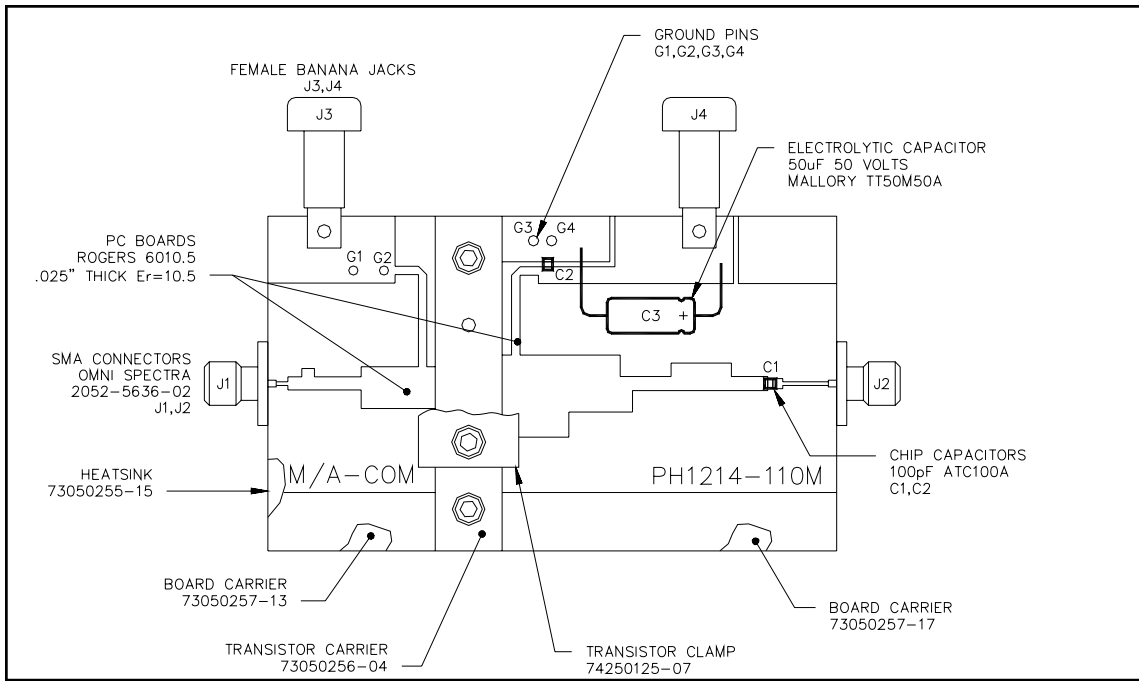 GROUND PINS
G1,G2,G3,G4
FEMALE BANANA JACKS
J3,J4
J3
J4
ELECTROLYTIC CAPACITOR
50uF 50 VOLTS
MALLORY TT50M50A
PC BOARDS
ROGERS 6010.5
.025" THICK Er=10.5
G1 G2
G3 G4
C2
C3 +
SMA CONNECTORS
OMNI SPECTRA
2052-5636-02
J1,J2
J1
C1
J2
CHIP CAPACITORS
100pF ATC100A
C1,C2
HEATSINK
73050255-15
M/A-COM
PH1214-110M
BOARD CARRIER
73050257-13
BOARD CARRIER
73050257-17
TRANSISTOR CARRIER
73050256-04
TRANSISTOR CLAMP
74250125-07